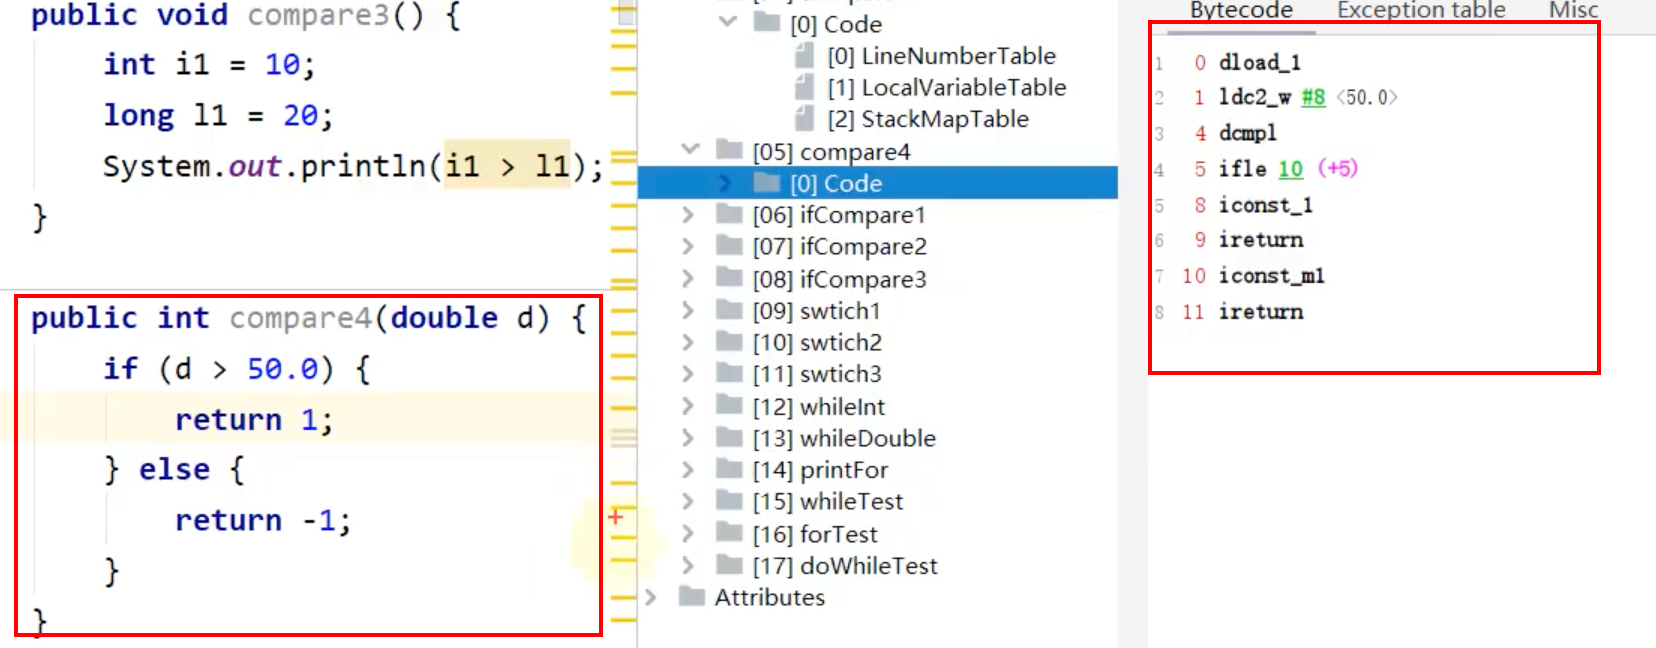 public void compare3() {
int i1 = 10;
long l1 = 20;
System.out.println(i1 > l1);
}
public int compare4(double d) {
if (d > 50.0) {
return 1;
} else {
return -1;
}
}
[0] Code
[0] LineNumberTable
[1] LocalVariableTable
[2] StackMapTable
[05] compare4
[0] Code
[06] ifCompare1
[07] ifCompare2
[08] ifCompare3
[09] swtich1
[10] swtich2
[11] swtich3
[12] whileInt
[13] whileDouble
[14] printFor
[15] whileTest
[16] forTest
[17] doWhileTest
Attributes
Bytecode Exception table Misc
1 0 dload_1
2 1 ldc2_w #8 <50.0>
3 4 dcmpl
4 5 ifle 10 (+5)
5 8 iconst_1
6 9 ireturn
7 10 iconst_m1
8 11 ireturn